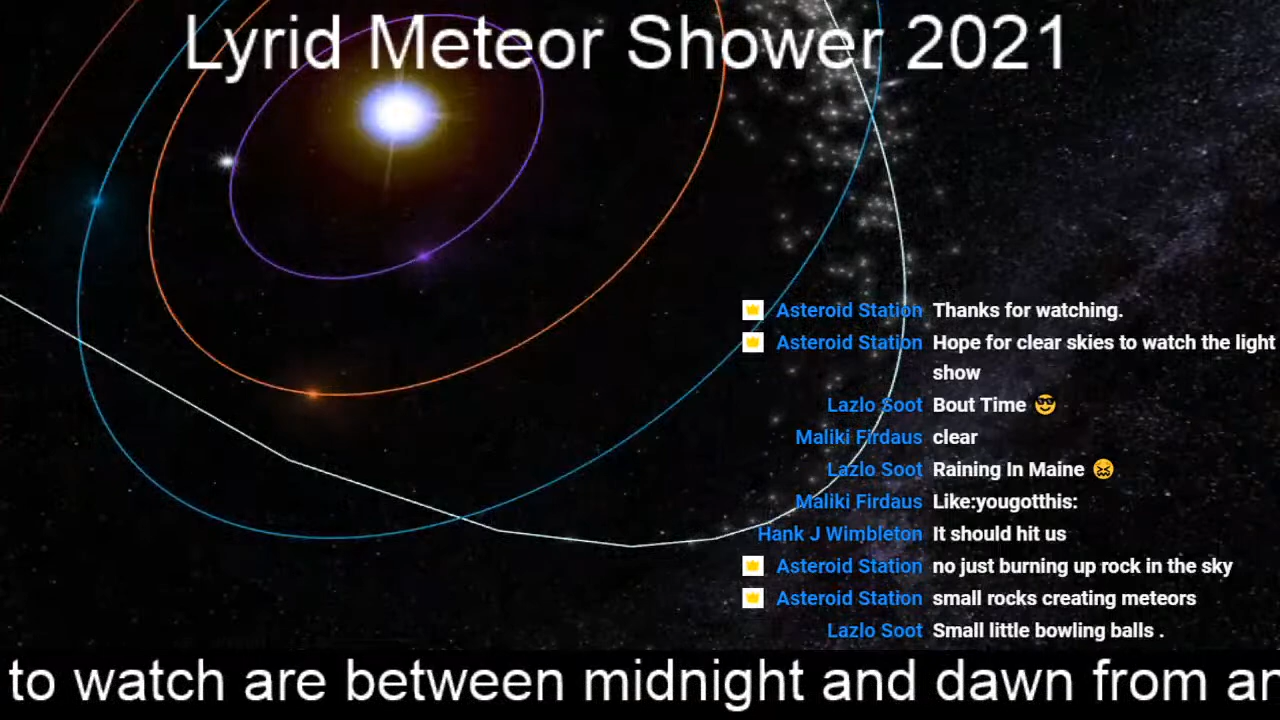 Lyrid Meteor Shower 2021
Asteroid Station Thanks for watching.
Asteroid Station Hope for clear skies to watch the light
show
Lazlo Soot Bout Time 😎
Maliki Firdaus clear
Lazlo Soot Raining In Maine 😖
Maliki Firdaus Like:yougotthis:
Hank J Wimbleton It should hit us
Asteroid Station no just burning up rock in the sky
Asteroid Station small rocks creating meteors
Lazlo Soot Small little bowling balls .
to watch are between midnight and dawn from an